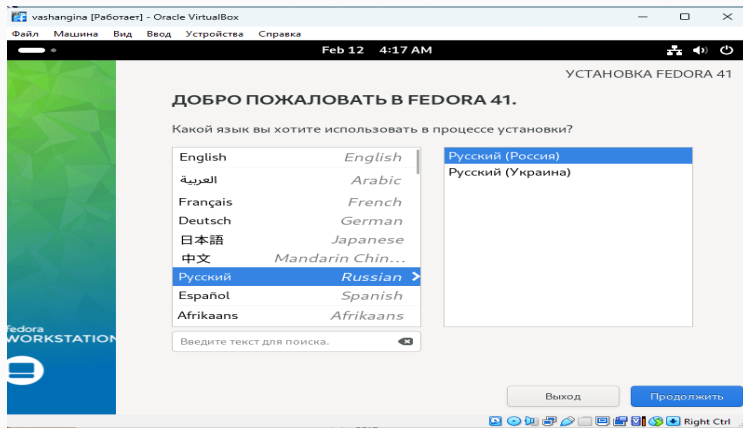 vashangina [Работает] - Oracle VirtualBox
Файл Машина Вид Ввод Устройства Справка
Feb 12 4:17 AM
УСТАНОВКА FEDORA 41
ДОБРО ПОЖАЛОВАТЬ В FEDORA 41.
Какой язык вы хотите использовать в процессе установки?
English English
العربية Arabic
Français French
Deutsch German
日本語 Japanese
中文 Mandarin Chin...
Русский Russian
Español Spanish
Afrikaans Afrikaans
Русский (Россия)
Русский (Украина)
Введите текст для поиска.
fedora
WORKSTATION
Выход Продолжить
Right Ctrl